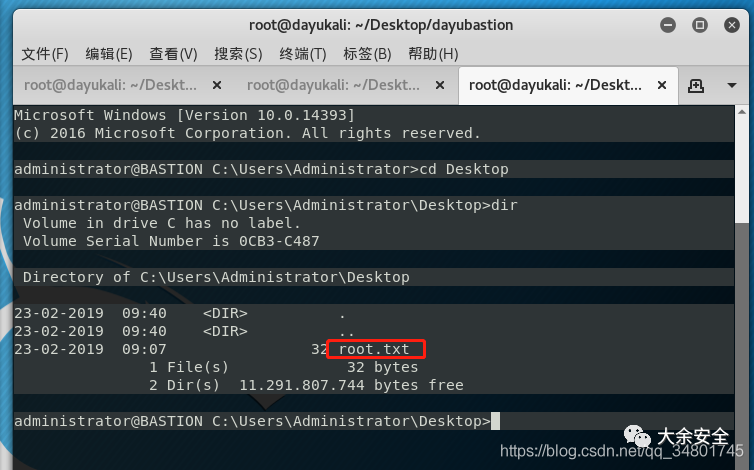 root@dayukali: ~/Desktop/dayubastion
文件(F) 编辑(E) 查看(V) 搜索(S) 终端(T) 标签(B) 帮助(H)
root@dayukali: ~/Deskt... × root@dayukali: ~/Deskt... × root@dayukali: ~/Deskt... ×
Microsoft Windows [Version 10.0.14393]
(c) 2016 Microsoft Corporation. All rights reserved.
administrator@BASTION C:\Users\Administrator>cd Desktop
administrator@BASTION C:\Users\Administrator\Desktop>dir
Volume in drive C has no label.
Volume Serial Number is 0CB3-C487
Directory of C:\Users\Administrator\Desktop
23-02-2019 09:40 <DIR> .
23-02-2019 09:40 <DIR> ..
23-02-2019 09:07 32 root.txt
1 File(s) 32 bytes
2 Dir(s) 11.291.807.744 bytes free
administrator@BASTION C:\Users\Administrator\Desktop>
大余安全
https://blog.csdn.net/qq_34801745